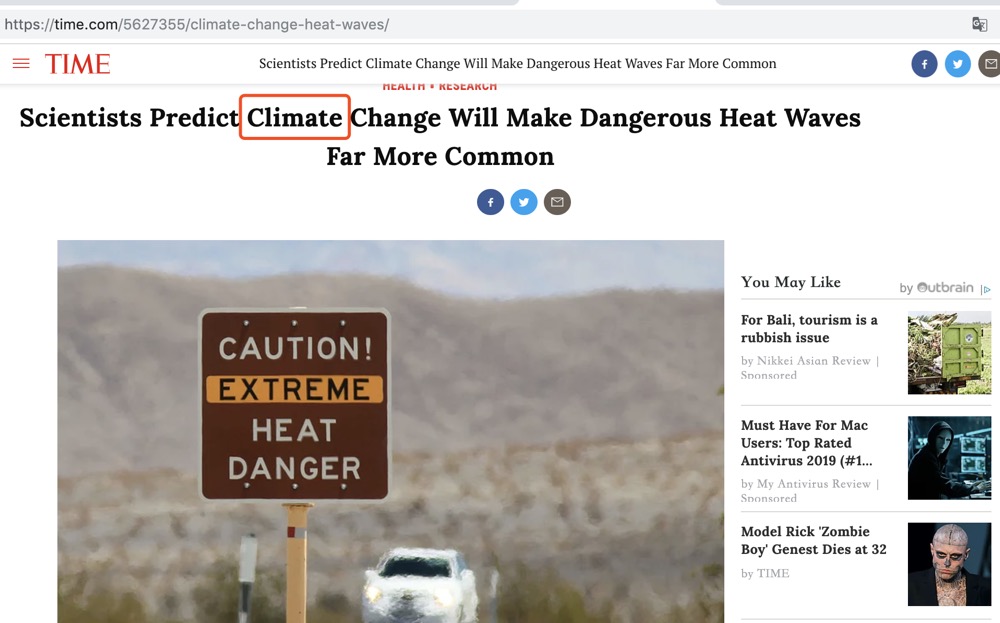 https://time.com/5627355/climate-change-heat-waves/
TIME
Scientists Predict Climate Change Will Make Dangerous Heat Waves Far More Common
HEALTH • RESEARCH
Scientists Predict Climate Change Will Make Dangerous Heat Waves
Far More Common
CAUTION!
EXTREME
HEAT
DANGER
You May Like
by Outbrain
For Bali, tourism is a
rubbish issue
by Nikkei Asian Review |
Sponsored
Must Have For Mac
Users: Top Rated
Antivirus 2019 (#1...
by My Antivirus Review |
Sponsored
Model Rick 'Zombie
Boy' Genest Dies at 32
by TIME